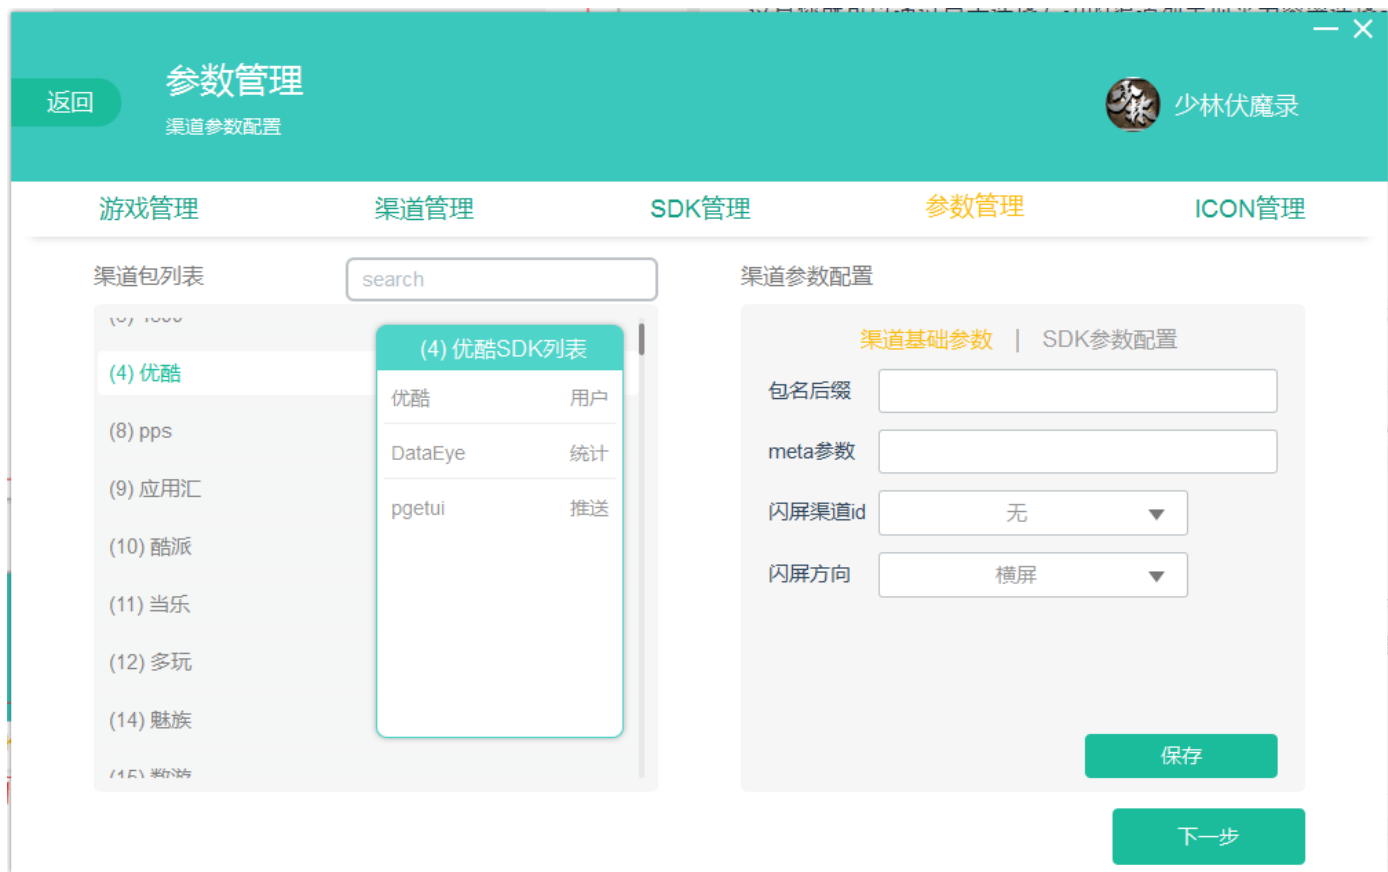 参数管理
渠道参数配置
返回
少林伏魔录
游戏管理
渠道管理
SDK管理
参数管理
ICON管理
渠道包列表
search
(4) 优酷
(8) pps
(9) 应用汇
(10) 酷派
(11) 当乐
(12) 多玩
(14) 魅族
(15) 数游
(4) 优酷SDK列表
优酷 用户
DataEye 统计
pgetui 推送
渠道参数配置
渠道基础参数 | SDK参数配置
包名后缀
meta参数
闪屏渠道id 无
闪屏方向 横屏
保存
下一步